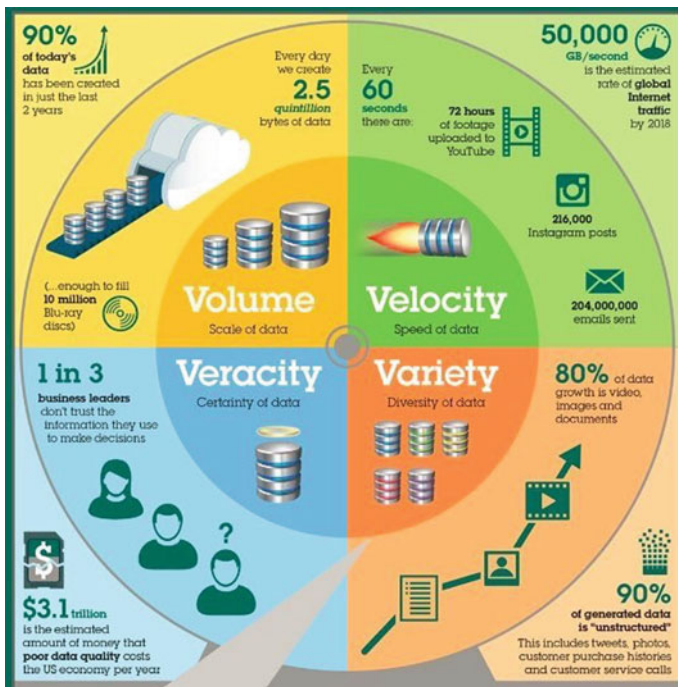 90%
of today's
data
has been created
in just the last
2 years
Every day
we create
2.5
quintillion
bytes of data
(...enough to fill
10 million
Blu-ray
discs)
Volume
Scale of data
Every
60
seconds
there are:
72 hours
of footage
uploaded to
YouTube
50,000
GB/second
is the estimated
rate of global
Internet
traffic
by 2018
216,000
Instagram posts
204,000,000
emails sent
Velocity
Speed of data
1 in 3
business leaders
don't trust the
information they use
to make decisions
Veracity
Certainty of data
?
$
$3.1 trillion
is the estimated
amount of money that
poor data quality costs
the US economy per year
Variety
Diversity of data
80% of data
growth is video,
images and
documents
90%
of generated data
is "unstructured"
This includes tweets, photos,
customer purchase histories
and customer service calls